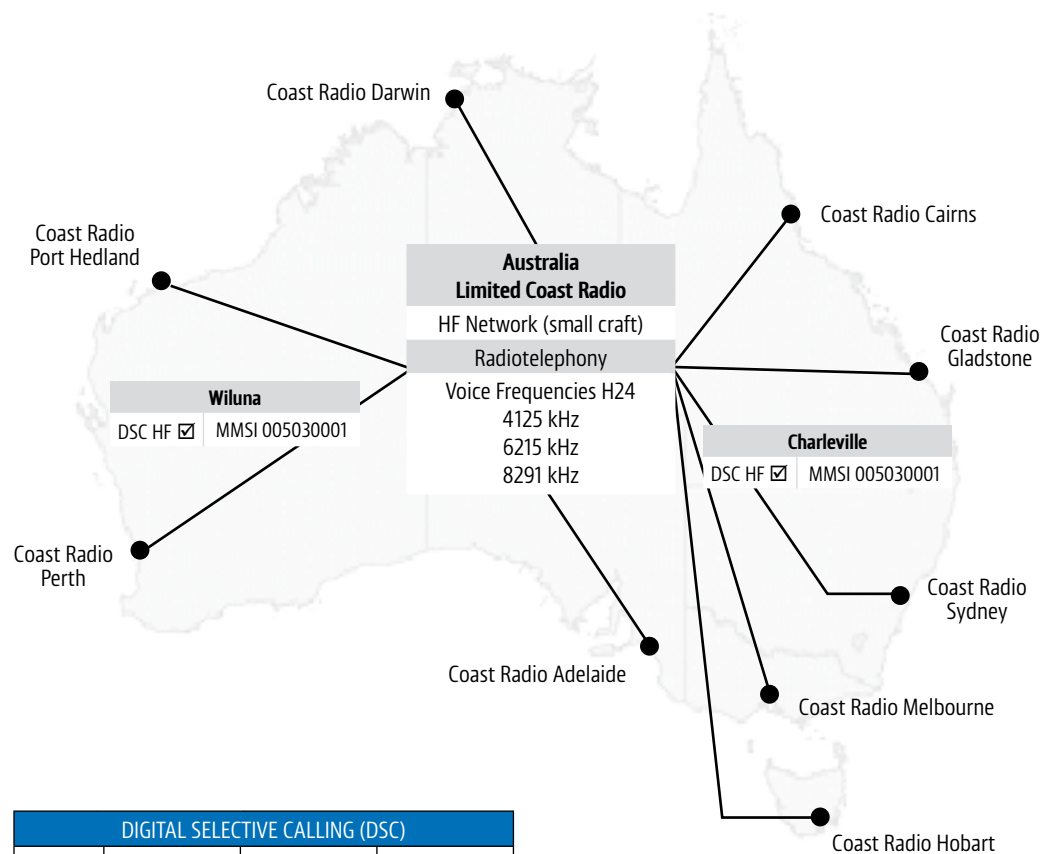 Coast Radio Darwin
Coast Radio Cairns
Coast Radio
Port Hedland
Australia
Limited Coast Radio
HF Network (small craft)
Radiotelephony
Voice Frequencies H24
4125 kHz
6215 kHz
8291 kHz
Coast Radio
Gladstone
Wiluna
DSC HF ☑ MMSI 005030001
Charleville
DSC HF ☑ MMSI 005030001
Coast Radio
Perth
Coast Radio
Sydney
Coast Radio Adelaide
Coast Radio Melbourne
Coast Radio Hobart
DIGITAL SELECTIVE CALLING (DSC)